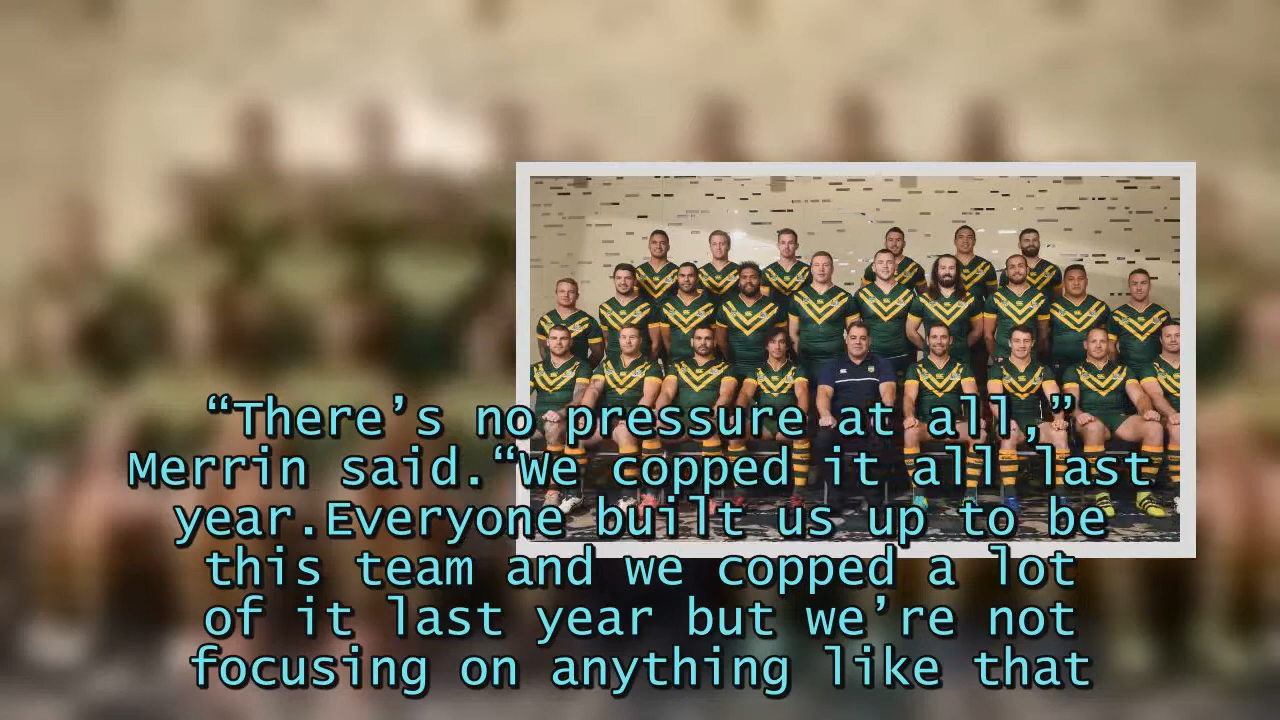 “There’s no pressure at all,”
Merrin said.“We copped it all last
year.Everyone built us up to be
this team and we copped a lot
of it last year but we’re not
focusing on anything like that